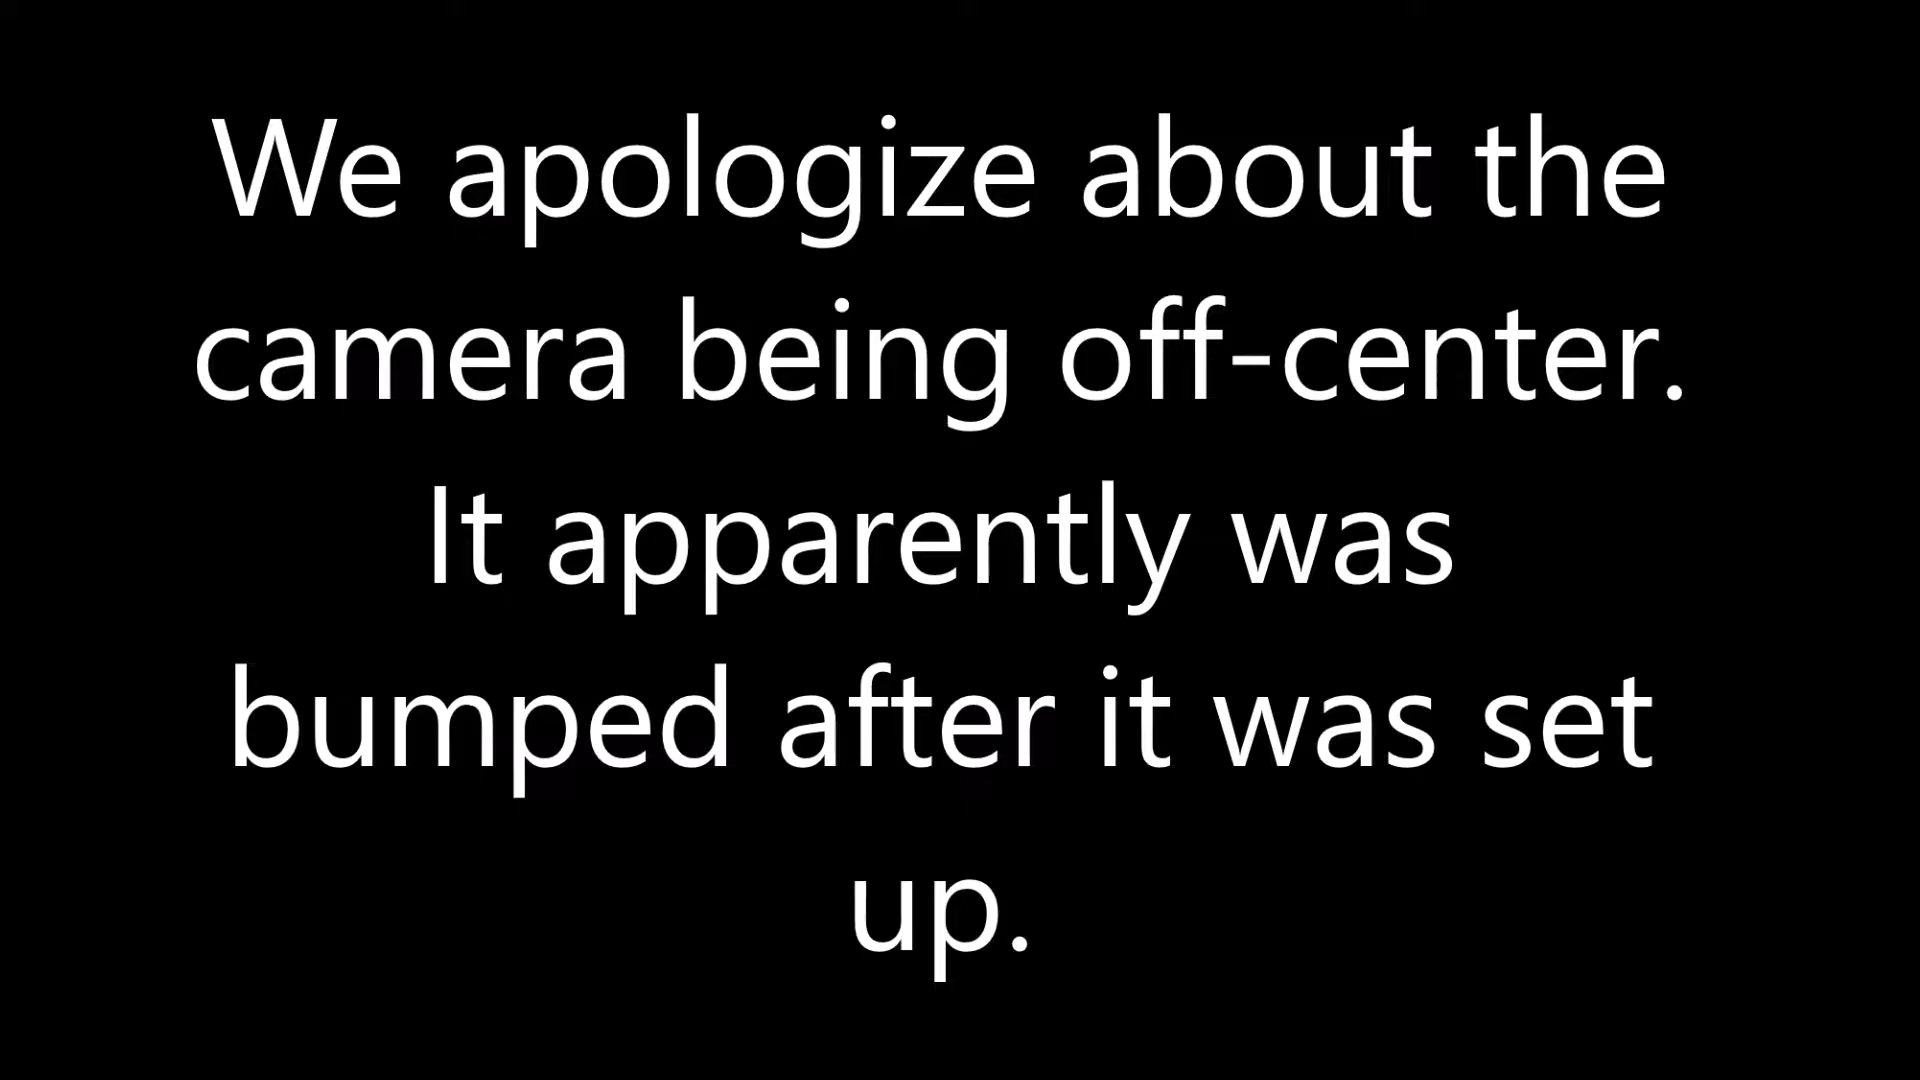 We apologize about the
camera being off-center.
It apparently was
bumped after it was set
up.